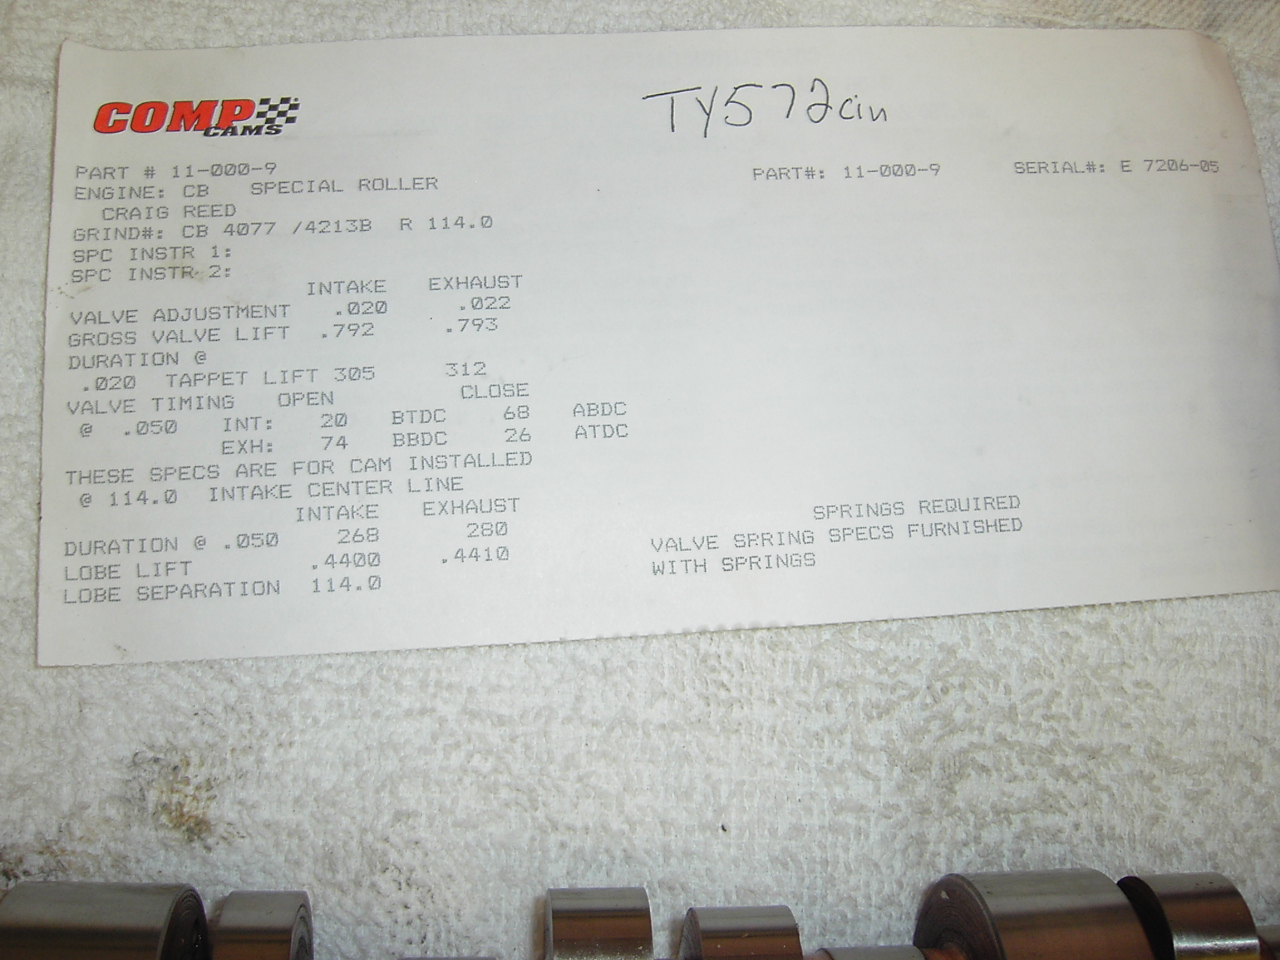 COMP
CAMS
TY572cin
PART # 11-000-9
PART#: 11-000-9 SERIAL#: E 7206-05
ENGINE: CB SPECIAL ROLLER
CRAIG REED
GRIND#: CB 4077 /4213B R 114.0
SPC INSTR 1:
SPC INSTR 2:
INTAKE EXHAUST
VALVE ADJUSTMENT .020 .022
GROSS VALVE LIFT .792 .793
DURATION @
.020 TAPPET LIFT 305 312
VALVE TIMING OPEN CLOSE
@ .050 INT: 20 BTDC 68 ABDC
EXH: 74 BBDC 26 ATDC
THESE SPECS ARE FOR CAM INSTALLED
@ 114.0 INTAKE CENTER LINE
INTAKE EXHAUST
DURATION @ .050 268 280
LOBE LIFT .4400 .4410
LOBE SEPARATION 114.0
SPRINGS REQUIRED
VALVE SPRING SPECS FURNISHED
WITH SPRINGS